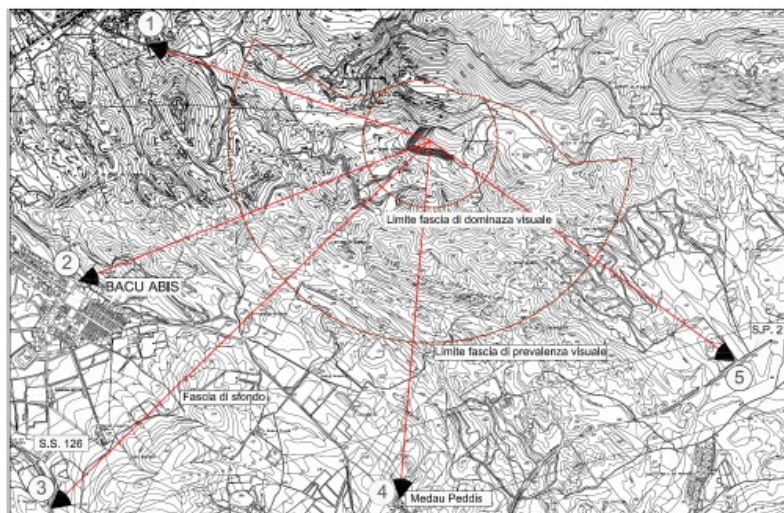 1
Limite fascia di dominaza visuale
2
BACU ABIS
S.P.2
Limite fascia di prevalenza visuale
5
Fascia di sfondo
S.S. 126
3
4
Medau Peddis